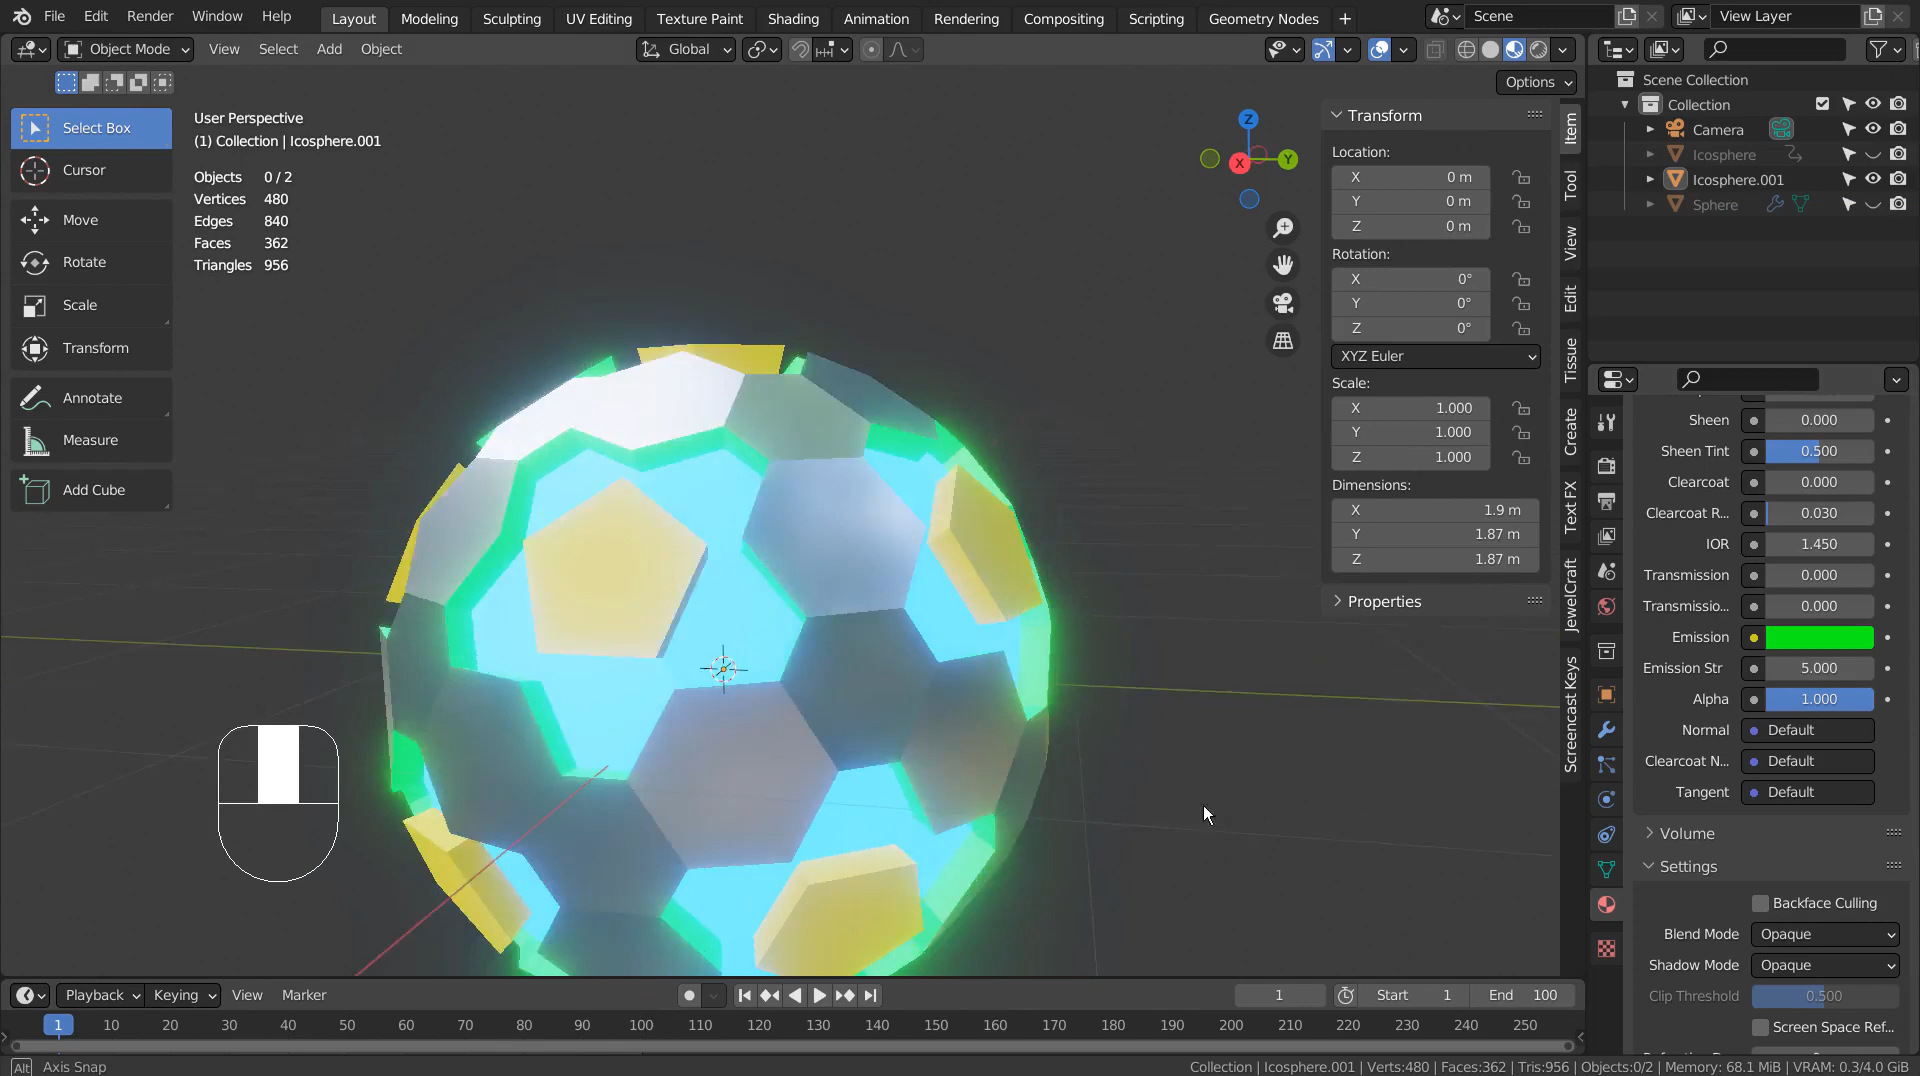 File Edit Render Window Help Layout Modeling Sculpting UV Editing Texture Paint Shading Animation Rendering Compositing Scripting Geometry Nodes + Scene View Layer
Object Mode View Select Add Object Global
Options
Select Box
Cursor
Move
Rotate
Scale
Transform
Annotate
Measure
Add Cube
User Perspective
(1) Collection | Icosphere.001
Objects 0 / 2
Vertices 480
Edges 840
Faces 362
Triangles 956
Z
X
Y
Transform
Location:
X 0 m
Y 0 m
Z 0 m
Rotation:
X 0°
Y 0°
Z 0°
XYZ Euler
Scale:
X 1.000
Y 1.000
Z 1.000
Dimensions:
X 1.9 m
Y 1.87 m
Z 1.87 m
Properties
Item
Tool
View
Edit
Tissue
Create
Text FX
JewelCraft
Screencast Keys
Scene Collection
Collection
Camera
Icosphere
Icosphere.001
Sphere
Sheen 0.000
Sheen Tint 0.500
Clearcoat 0.000
Clearcoat R... 0.030
IOR 1.450
Transmission 0.000
Transmissio... 0.000
Emission
Emission Str 5.000
Alpha 1.000
Normal Default
Clearcoat N... Default
Tangent Default
Volume
Settings
Backface Culling
Blend Mode Opaque
Shadow Mode Opaque
Clip Threshold 0.500
Screen Space Ref...
Playback Keying View Marker 1 Start 1 End 100
1 10 20 30 40 50 60 70 80 90 100 110 120 130 140 150 160 170 180 190 200 210 220 230 240 250
Alt Axis Snap
Collection | Icosphere.001 | Verts:480 | Faces:362 | Tris:956 | Objects:0/2 | Memory: 68.1 MiB | VRAM: 0.3/4.0 GiB